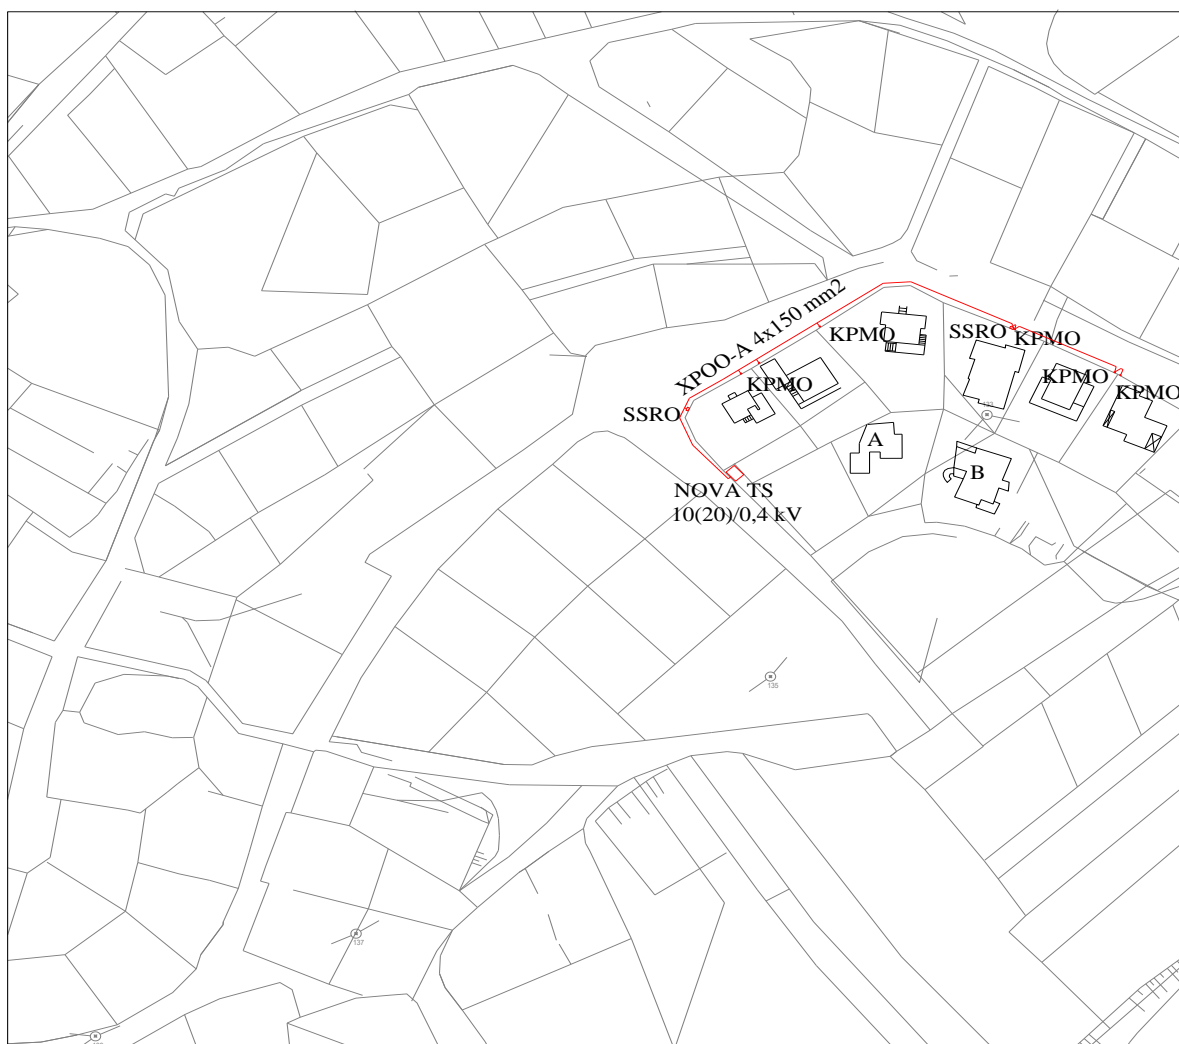 XPOO-A 4x150 mm2
KPMO
SSRO
KPMO
KPMO
KPMO
KPMO
SSRO
133
A
B
NOVA TS
10(20)/0,4 kV
135
137